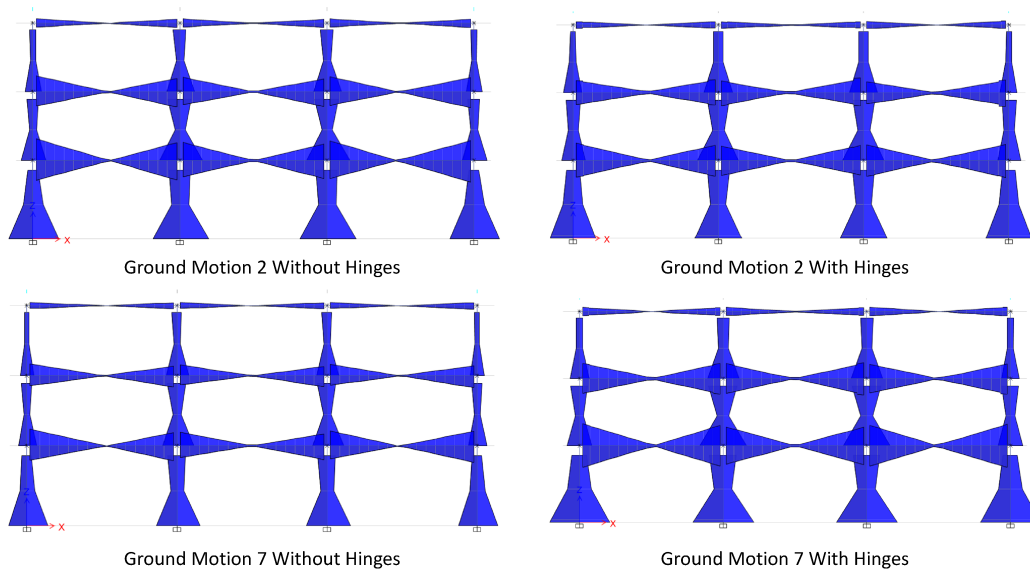 Z
X
Z
X
Ground Motion 2 Without Hinges
Ground Motion 2 With Hinges
Z
X
Z
X
Ground Motion 7 Without Hinges
Ground Motion 7 With Hinges